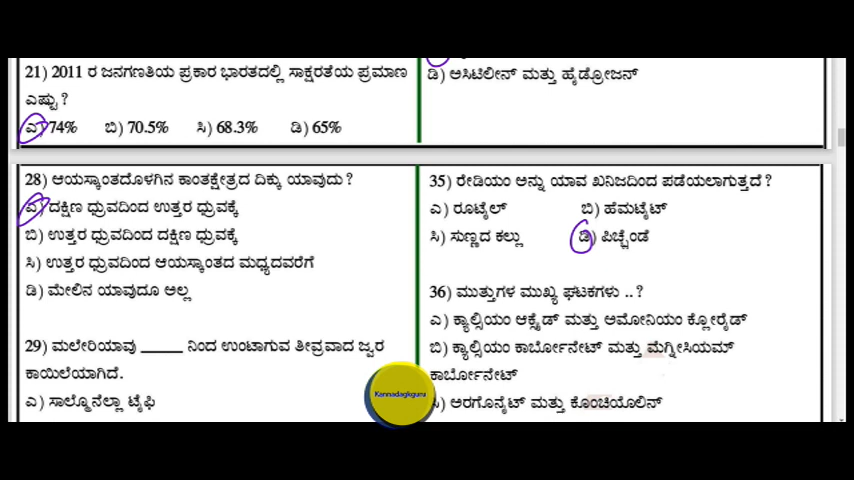 21) 2011 ರ ಜನಗಣತಿಯ ಪ್ರಕಾರ ಭಾರತದಲ್ಲಿ ಸಾಕ್ಷರತೆಯ ಪ್ರಮಾಣ
ಎಷ್ಟು ?
ಎ) 74% ಬಿ) 70.5% ಸಿ) 68.3% ಡಿ) 65%
28) ಆಯಸ್ಕಾಂತದೊಳಗಿನ ಕಾಂತಕ್ಷೇತ್ರದ ದಿಕ್ಕು ಯಾವುದು ?
ಎ) ದಕ್ಷಿಣ ಧ್ರುವದಿಂದ ಉತ್ತರ ಧ್ರುವಕ್ಕೆ
ಬಿ) ಉತ್ತರ ಧ್ರುವದಿಂದ ದಕ್ಷಿಣ ಧ್ರುವಕ್ಕೆ
ಸಿ) ಉತ್ತರ ಧ್ರುವದಿಂದ ಆಯಸ್ಕಾಂತದ ಮಧ್ಯದವರೆಗೆ
ಡಿ) ಮೇಲಿನ ಯಾವುದೂ ಅಲ್ಲ
29) ಮಲೇರಿಯಾವು _____ ನಿಂದ ಉಂಟಾಗುವ ತೀವ್ರವಾದ ಜ್ವರ
ಕಾಯಿಲೆಯಾಗಿದೆ.
ಎ) ಸಾಲ್ಮೊನೆಲ್ಲಾ ಟೈಫಿ
ಡಿ) ಆಸಿಟಿಲೀನ್ ಮತ್ತು ಹೈಡ್ರೋಜನ್
35) ರೇಡಿಯಂ ಅನ್ನು ಯಾವ ಖನಿಜದಿಂದ ಪಡೆಯಲಾಗುತ್ತದೆ ?
ಎ) ರೂಟೈಲ್ ಬಿ) ಹೆಮಟೈಟ್
ಸಿ) ಸುಣ್ಣದ ಕಲ್ಲು ಡಿ) ಪಿಚ್ಬೆಂಡೆ
36) ಮುತ್ತುಗಳ ಮುಖ್ಯ ಘಟಕಗಳು ..?
ಎ) ಕ್ಯಾಲ್ಸಿಯಂ ಆಕ್ಸೈಡ್ ಮತ್ತು ಅಮೋನಿಯಂ ಕ್ಲೋರೈಡ್
ಬಿ) ಕ್ಯಾಲ್ಸಿಯಂ ಕಾರ್ಬೋನೇಟ್ ಮತ್ತು ಮೆಗ್ನೀಸಿಯಮ್
ಕಾರ್ಬೋನೇಟ್
ಸಿ) ಅರಗೊನೈಟ್ ಮತ್ತು ಕೊಂಚಿಯೊಲಿನ್
Kannadagkguru